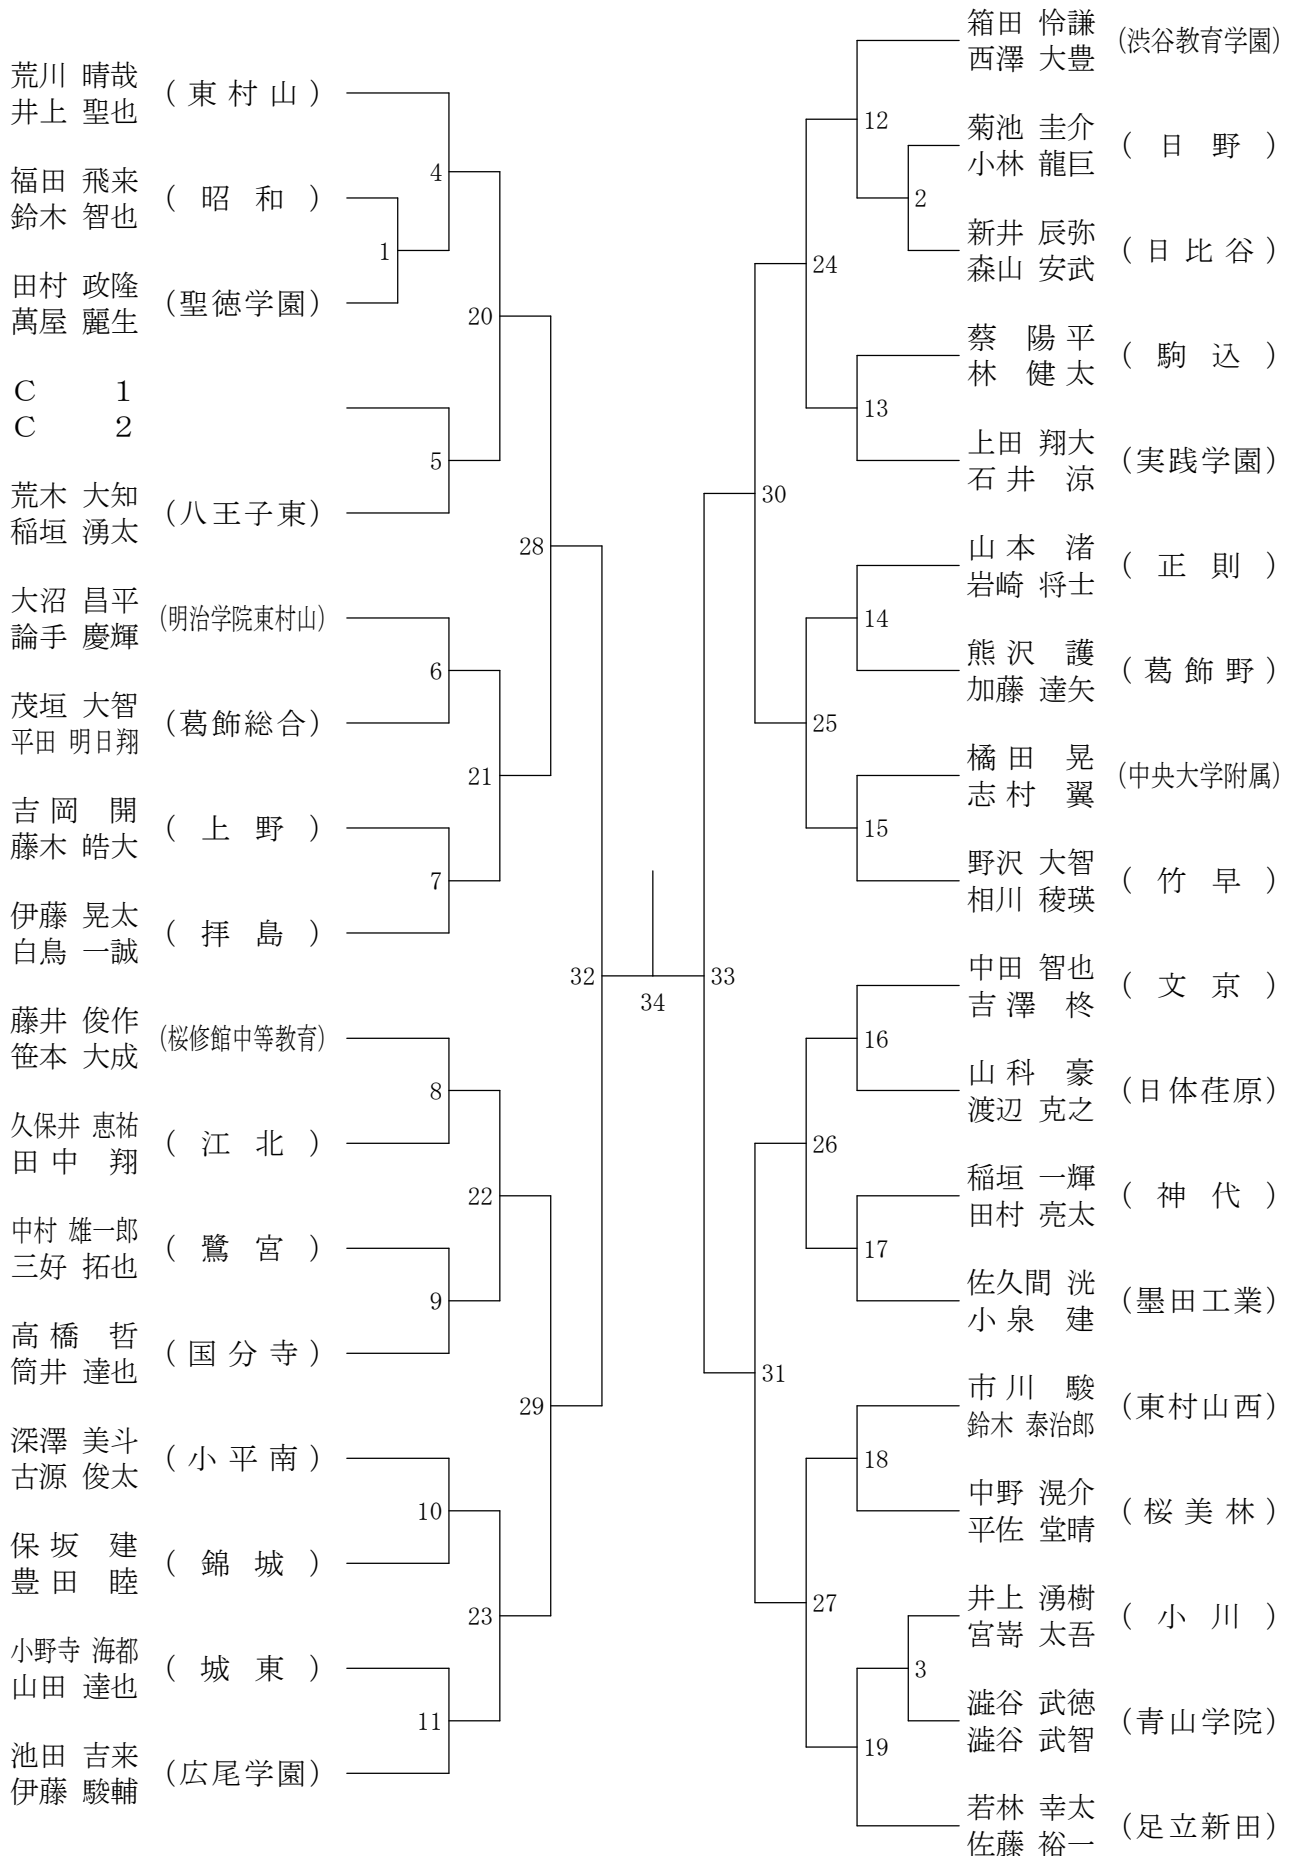 荒川 晴哉
井上 聖也
(東村山)
福田 飛来
鈴木 智也
(昭和)
田村 政隆
萬屋 麗生
(聖徳学園)
C 1
C 2
荒木 大知
稲垣 湧太
(八王子東)
大沼 昌平
論手 慶輝
(明治学院東村山)
茂垣 大智
平田 明日翔
(葛飾総合)
吉岡 開
藤木 皓大
(上野)
伊藤 晃太
白鳥 一誠
(拝島)
藤井 俊作
笹本 大成
(桜修館中等教育)
久保井 恵祐
田中 翔
(江北)
中村 雄一郎
三好 拓也
(鷺宮)
高橋 哲
筒井 達也
(国分寺)
深澤 美斗
古源 俊太
(小平南)
保坂 建
豊田 睦
(錦城)
小野寺 海都
山田 達也
(城東)
池田 吉来
伊藤 駿輔
(広尾学園)
1
4
5
6
7
8
9
10
11
20
21
22
23
28
29
32
34
33
30
31
24
25
26
27
12
2
13
14
15
16
17
18
3
19
箱田 怜謙
西澤 大豊
(渋谷教育学園)
菊池 圭介
小林 龍巨
(日野)
新井 辰弥
森山 安武
(日比谷)
蔡 陽平
林 健太
(駒込)
上田 翔大
石井 涼
(実践学園)
山本 渚
岩崎 将士
(正則)
熊沢 護
加藤 達矢
(葛飾野)
橘田 晃
志村 翼
(中央大学附属)
野沢 大智
相川 稜瑛
(竹早)
中田 智也
吉澤 柊
(文京)
山科 豪
渡辺 克之
(日体荏原)
稲垣 一輝
田村 亮太
(神代)
佐久間 洸
小泉 建
(墨田工業)
市川 駿
鈴木 泰治郎
(東村山西)
中野 滉介
平佐 堂晴
(桜美林)
井上 湧樹
宮嵜 太吾
(小川)
澁谷 武徳
澁谷 武智
(青山学院)
若林 幸太
佐藤 裕一
(足立新田)